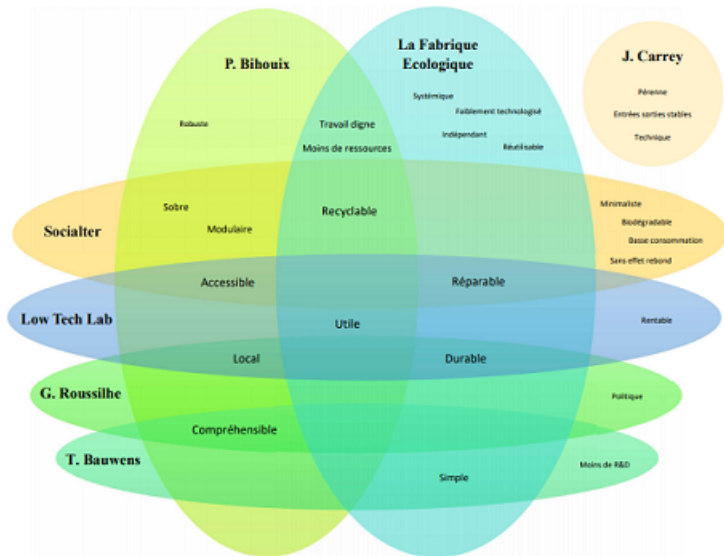 P. Bihouix
La Fabrique
Ecologique
J. Carrey
Systémique
Pérenne
Faiblement technologisé
Robuste
Travail digne
Entrées sorties stables
Indépendant
Technique
Moins de ressources
Réutilisable
Sobre
Recyclable
Minimaliste
Socialter
Modulaire
Biodégradable
Basse consommation
Sans effet rebond
Accessible
Réparable
Low Tech Lab
Utile
Rentable
Local
Durable
G. Roussilhe
Politique
Compréhensible
T. Bauwens
Moins de R&D
Simple